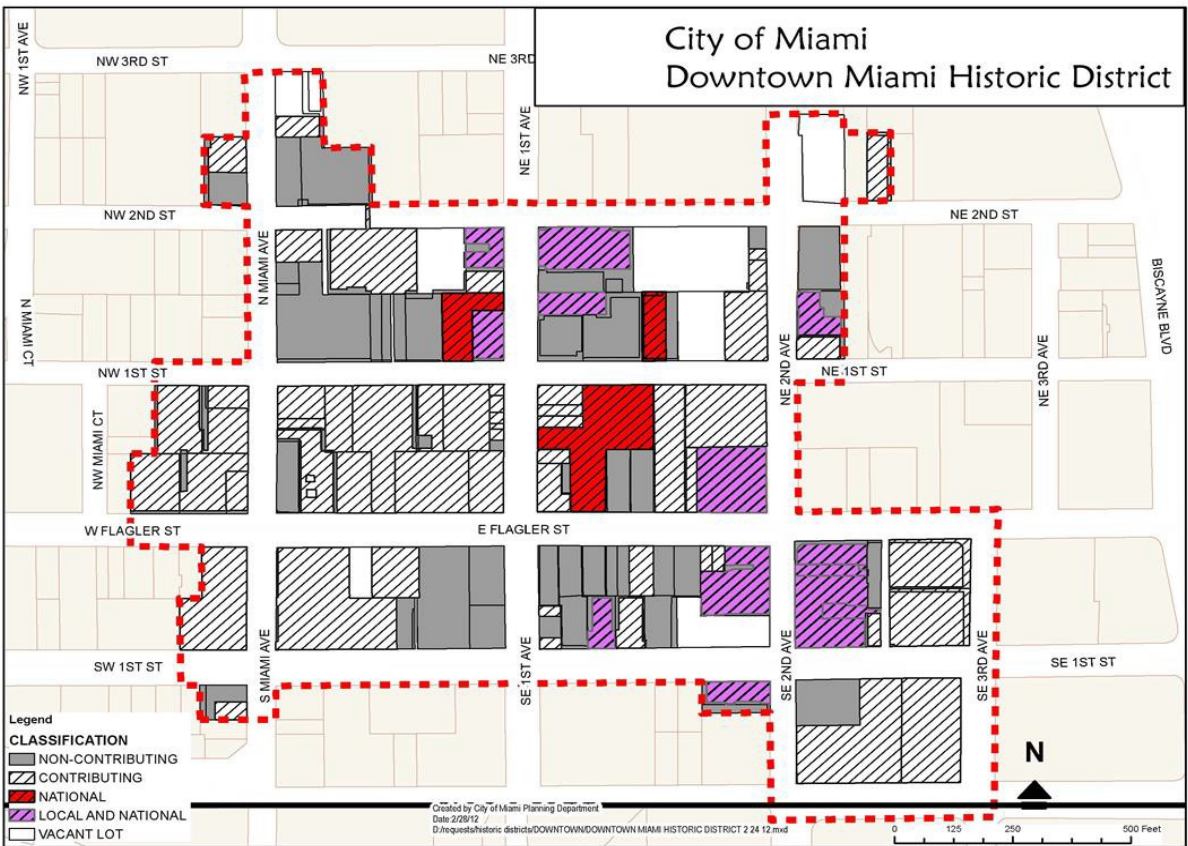 City of Miami
Downtown Miami Historic District
NW 1ST AVE
NW 3RD ST
NE 3RD
NE 1ST AVE
NW 2ND ST
NE 2ND ST
N MIAMI AVE
BISCAYNE BLVD
N MIAMI CT
NE 2ND AVE
NE 3RD AVE
NW 1ST ST
NE 1ST ST
NW MIAMI CT
W FLAGLER ST
E FLAGLER ST
SW 1ST ST
S MIAMI AVE
SE 1ST AVE
SE 2ND AVE
SE 3RD AVE
SE 1ST ST
Legend
CLASSIFICATION
NON-CONTRIBUTING
CONTRIBUTING
NATIONAL
LOCAL AND NATIONAL
VACANT LOT
Created by City of Miami Planning Department
Date:2/28/12
D:/requests/historic districts/DOWNTOWN/DOWNTOWN MIAMI HISTORIC DISTRICT 2 24 12.mxd
N
0 125 250 500 Feet